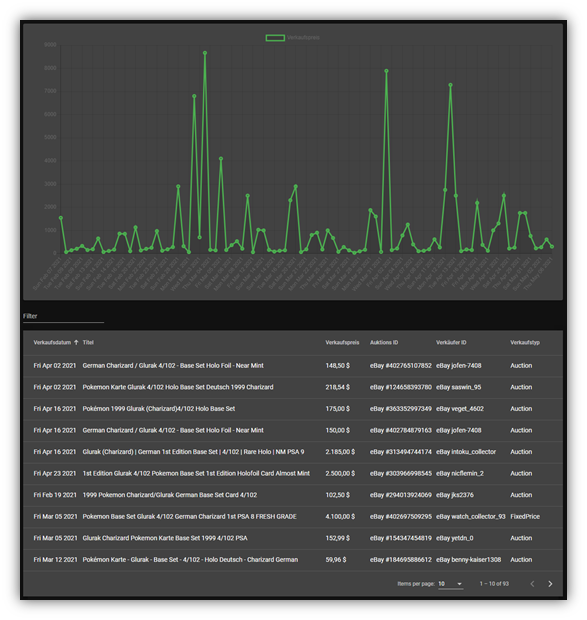 Verkaufspreis
9000
8000
7000
6000
5000
4000
3000
2000
1000
0
Filter
Verkaufsdatum ↑ Titel Verkaufspreis Auktions ID Verkäufer ID Verkaufstyp
Fri Apr 02 2021 German Charizard / Glurak 4/102 - Base Set Holo Foil - Near Mint 148,50 $ eBay #402765107852 eBay jofen-7408 Auction
Fri Apr 02 2021 Pokemon Karte Glurak 4/102 Holo Base Set Deutsch 1999 Charizard 218,54 $ eBay #124658393780 eBay saswin_95 Auction
Fri Apr 16 2021 Pokémon 1999 Glurak (Charizard)4/102 Holo Base Set 175,00 $ eBay #363352997349 eBay veget_4602 Auction
Fri Apr 16 2021 German Charizard / Glurak 4/102 - Base Set Holo Foil - Near Mint 150,00 $ eBay #402784879163 eBay jofen-7408 Auction
Fri Apr 16 2021 Glurak (Charizard) | German 1st Edition Base Set | 4/102 | Rare Holo | NM PSA 9 2.185,00 $ eBay #313494744174 eBay intoku_collector Auction
Fri Apr 23 2021 1st Edition Glurak 4/102 Pokemon Base Set 1st Edition Holofoil Card Almost Mint 2.500,00 $ eBay #303966998545 eBay nicflemin_2 Auction
Fri Feb 19 2021 1999 Pokemon Charizard/Glurak German Base Set Card 4/102 102,50 $ eBay #294013924069 eBay jks2376 Auction
Fri Mar 05 2021 Pokemon Base Set Glurak 4/102 German Charizard 1st PSA 8 FRESH GRADE 4.100,00 $ eBay #402697509295 eBay watch_collector_93 FixedPrice
Fri Mar 05 2021 Glurak Charizard Pokemon Karte Base Set 1999 4/102 PSA 152,99 $ eBay #154347454819 eBay yetdn_0 Auction
Fri Mar 12 2021 Pokémon Karte - Glurak - Base Set - 4/102 - Holo Deutsch - Charizard German 59,96 $ eBay #184695886612 eBay benny-kaiser1308 Auction
Items per page: 10 1 – 10 of 93